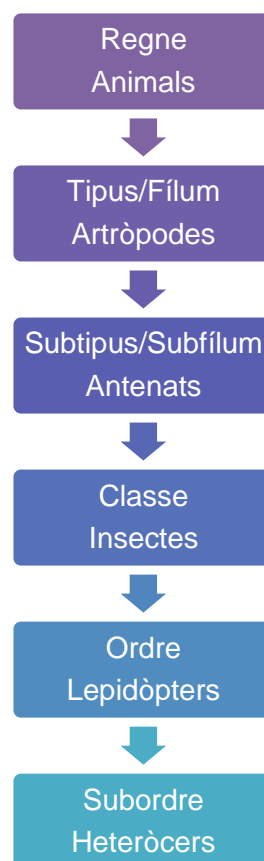 Regne
Animals
Tipus/Fílum
Artròpodes
Subtipus/Subfílum
Antenats
Classe
Insectes
Ordre
Lepidòpters
Subordre
Heteròcers